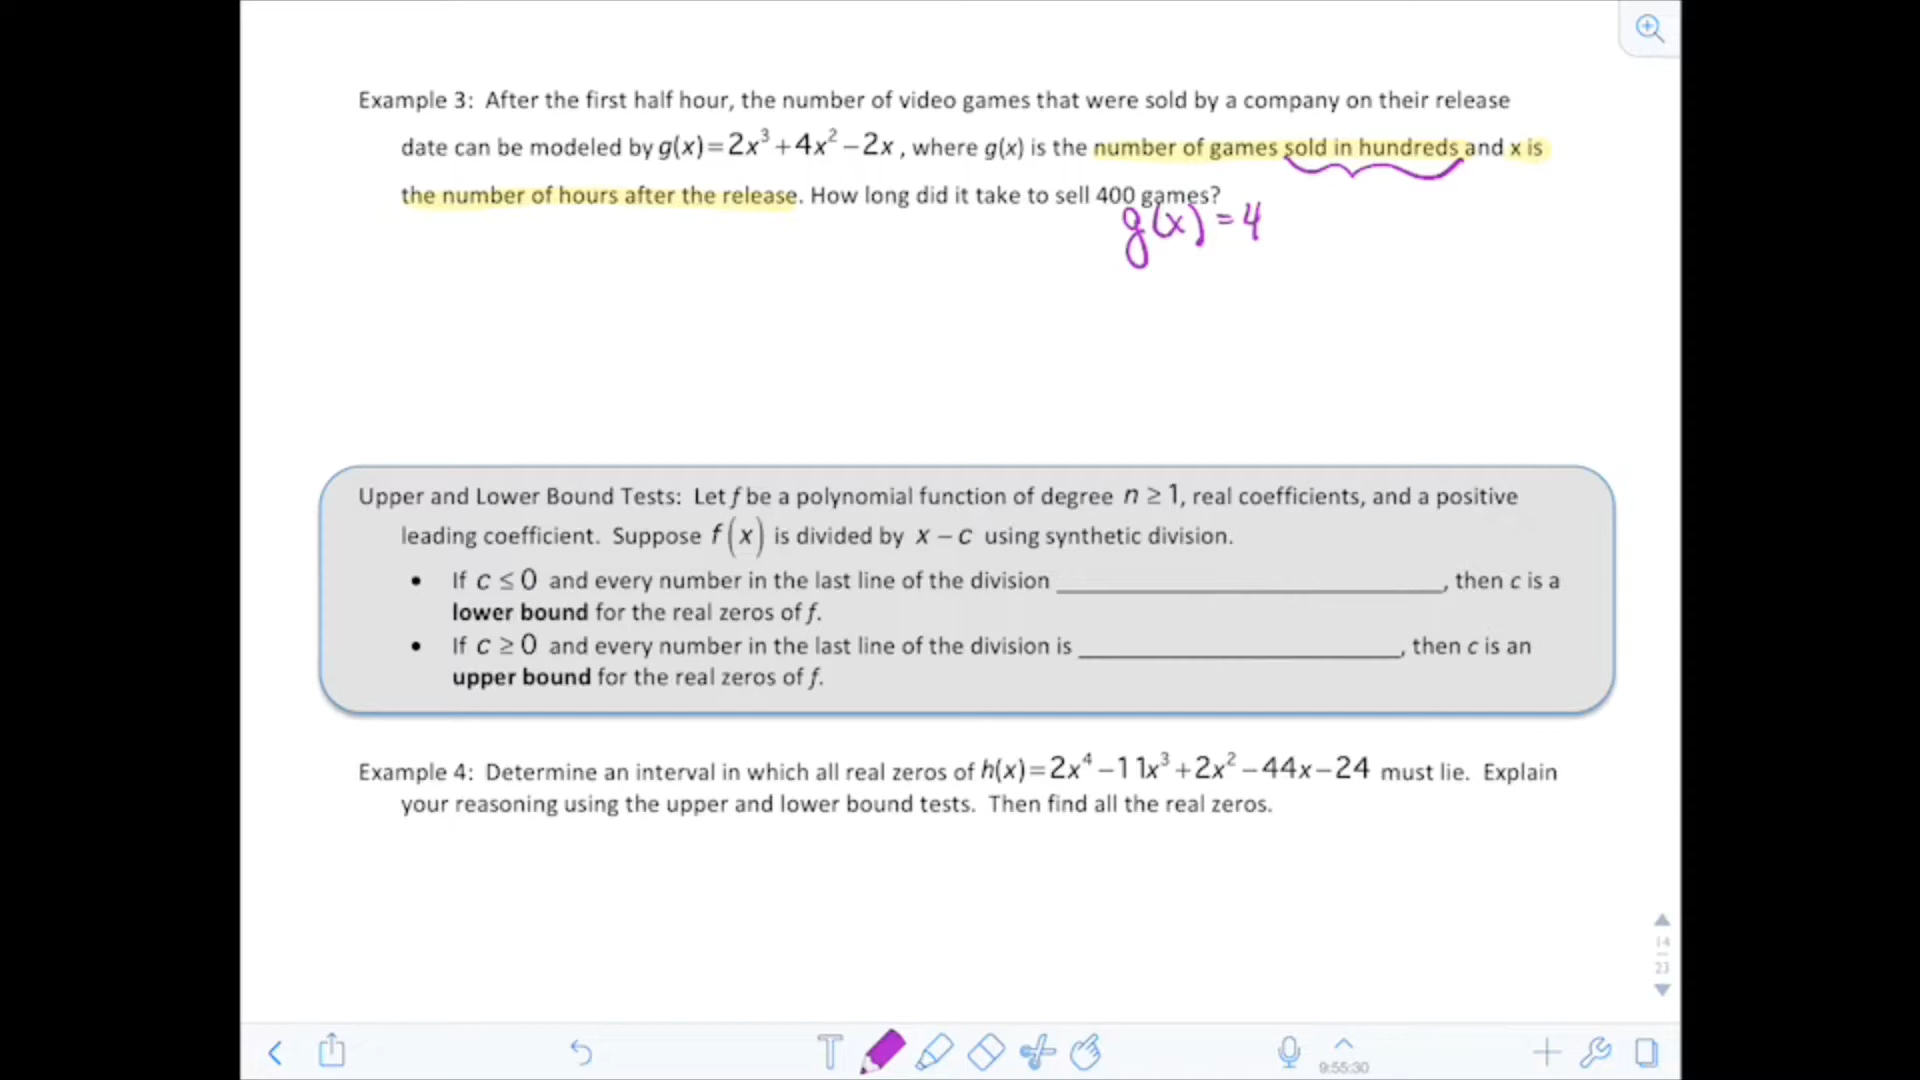 Example 3: After the first half hour, the number of video games that were sold by a company on their release
date can be modeled by g(x)=2x³+4x²−2x, where g(x) is the number of games sold in hundreds and x is
the number of hours after the release. How long did it take to sell 400 games?
g(x) = 4
Upper and Lower Bound Tests: Let f be a polynomial function of degree n ≥ 1, real coefficients, and a positive
leading coefficient. Suppose f(x) is divided by x − c using synthetic division.
• If c ≤ 0 and every number in the last line of the division ______________________________, then c is a
lower bound for the real zeros of f.
• If c ≥ 0 and every number in the last line of the division is _________________________, then c is an
upper bound for the real zeros of f.
Example 4: Determine an interval in which all real zeros of h(x)=2x⁴−11x³+2x²−44x−24 must lie. Explain
your reasoning using the upper and lower bound tests. Then find all the real zeros.
14
23
T
9:55:30